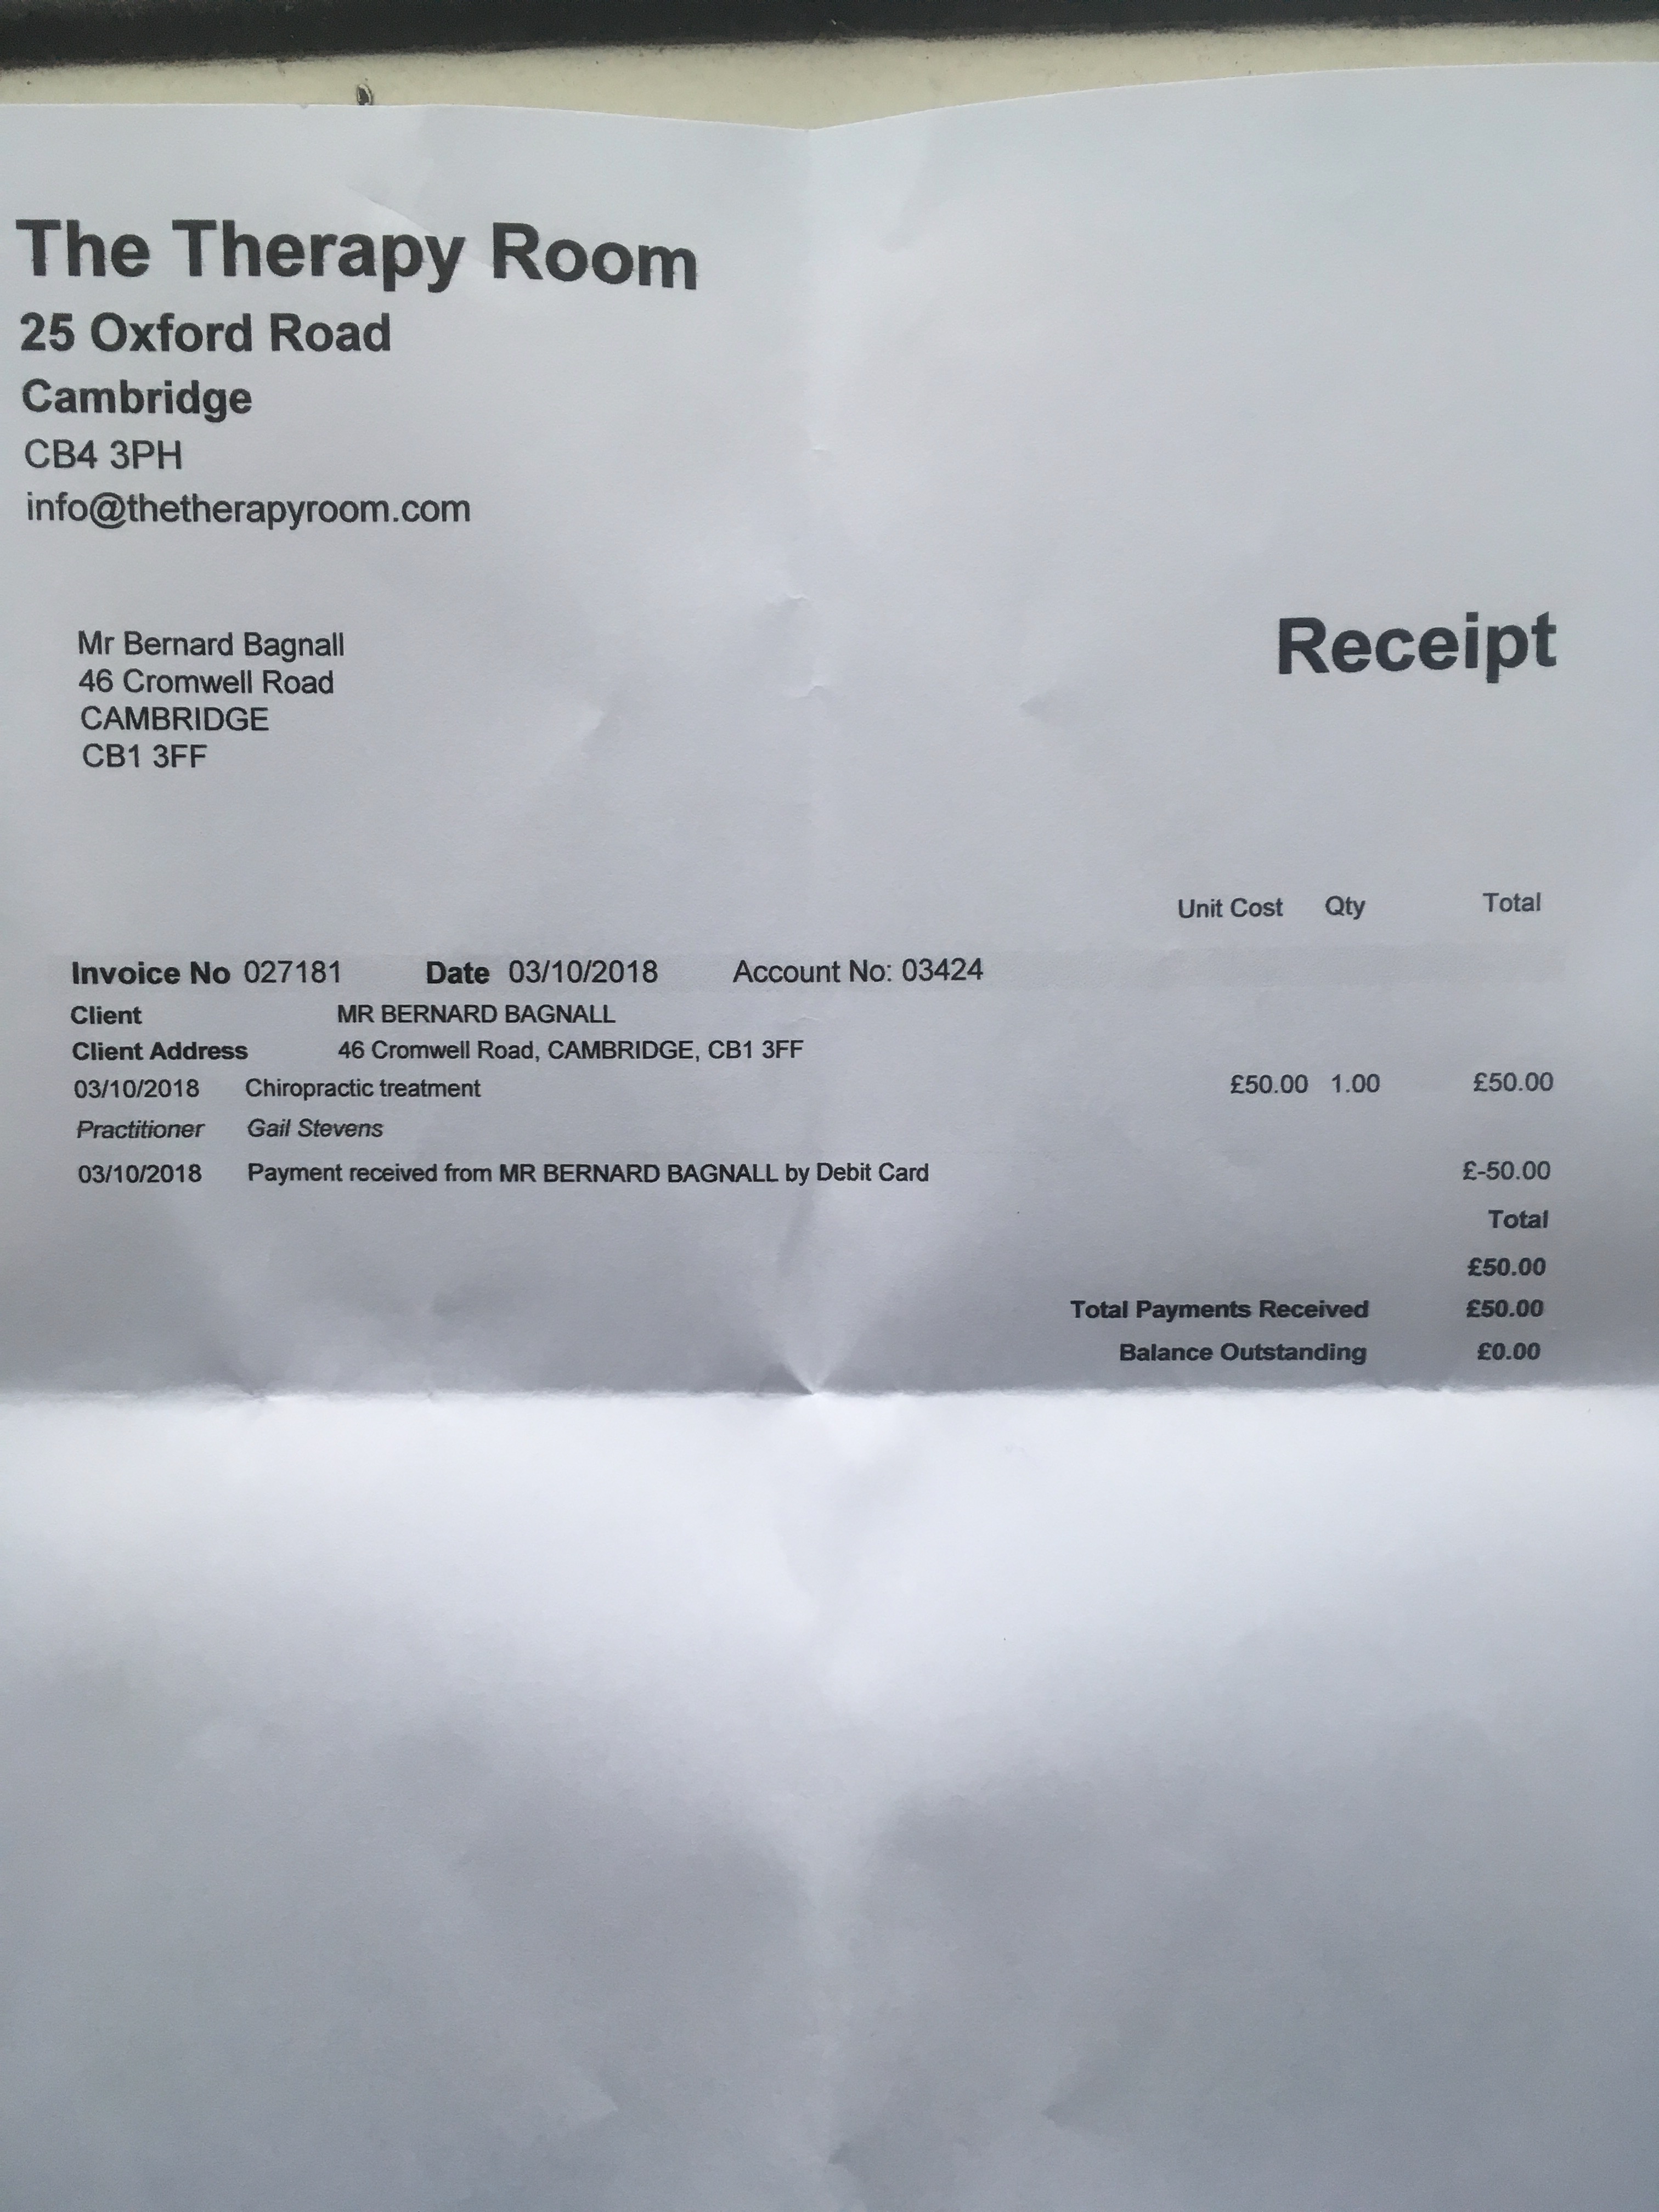 The Therapy Room
25 Oxford Road
Cambridge
CB4 3PH
info@thetherapyroom.com
Mr Bernard Bagnall
46 Cromwell Road
CAMBRIDGE
CB1 3FF
Receipt
Unit Cost Qty Total
Invoice No 027181 Date 03/10/2018 Account No: 03424
Client MR BERNARD BAGNALL
Client Address 46 Cromwell Road, CAMBRIDGE, CB1 3FF
03/10/2018 Chiropractic treatment £50.00 1.00 £50.00
Practitioner Gail Stevens
03/10/2018 Payment received from MR BERNARD BAGNALL by Debit Card £-50.00
Total
£50.00
Total Payments Received £50.00
Balance Outstanding £0.00